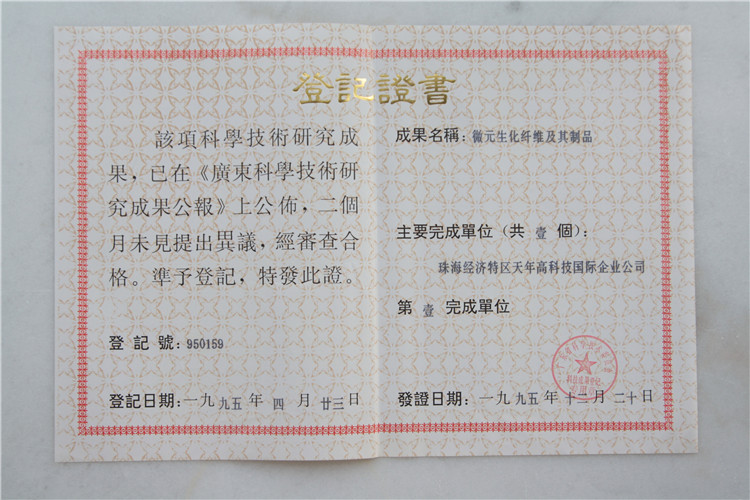 登記證書
該項科學技術研究成
果，已在《廣東科學技術研
究成果公報》上公佈，二個
月未見提出異議，經審查合
格。準予登記，特發此證。
登記號：950159
登記日期：一九九五年四月廿三日
成果名稱：微元生化纤维及其制品
主要完成單位（共壹個）：
珠海经济特区天年高科技国际企业公司
第壹完成單位
科技成果登記
發證日期：一九九五年十二月二十日